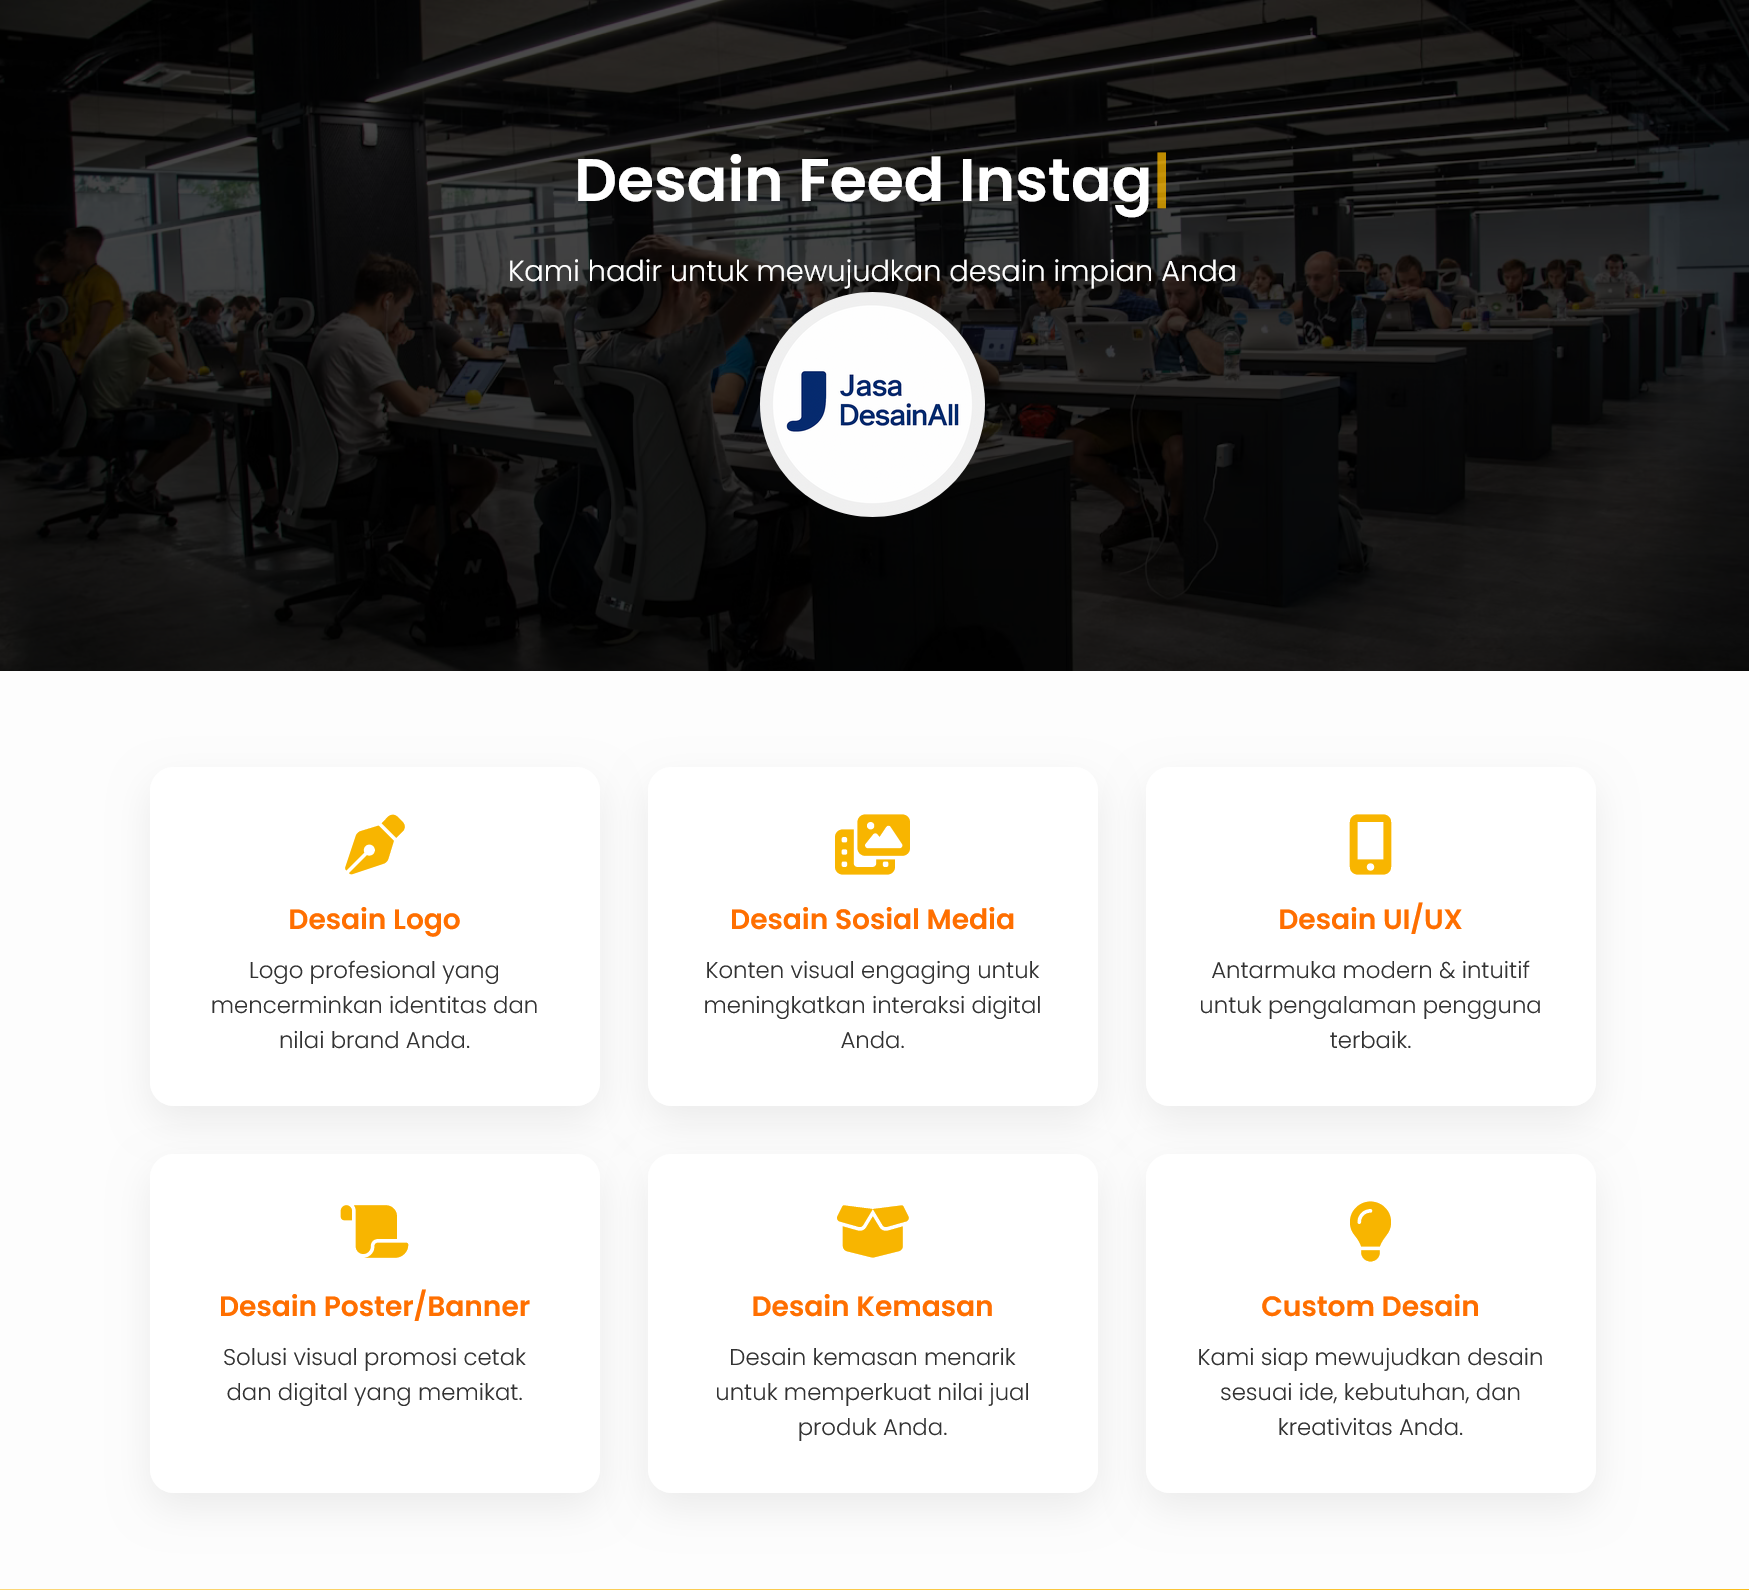 Desain Feed Instag
Kami hadir untuk mewujudkan desain impian Anda
Jasa
DesainAll
Desain Logo
Logo profesional yang
mencerminkan identitas dan
nilai brand Anda.
Desain Sosial Media
Konten visual engaging untuk
meningkatkan interaksi digital
Anda.
Desain UI/UX
Antarmuka modern & intuitif
untuk pengalaman pengguna
terbaik.
Desain Poster/Banner
Solusi visual promosi cetak
dan digital yang memikat.
Desain Kemasan
Desain kemasan menarik
untuk memperkuat nilai jual
produk Anda.
Custom Desain
Kami siap mewujudkan desain
sesuai ide, kebutuhan, dan
kreativitas Anda.